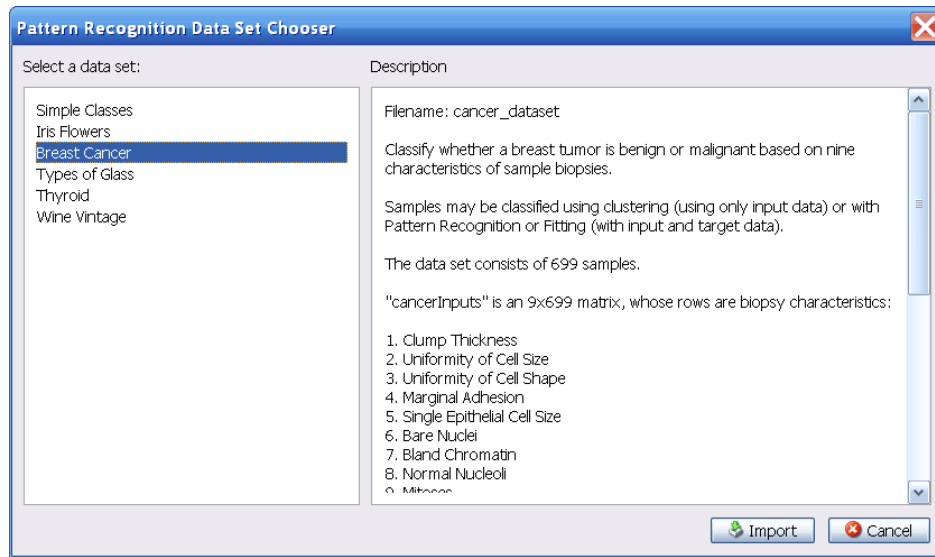 Pattern Recognition Data Set Chooser
Select a data set:
Simple Classes
Iris Flowers
Breast Cancer
Types of Glass
Thyroid
Wine Vintage
Description
Filename: cancer_dataset
Classify whether a breast tumor is benign or malignant based on nine
characteristics of sample biopsies.
Samples may be classified using clustering (using only input data) or with
Pattern Recognition or Fitting (with input and target data).
The data set consists of 699 samples.
"cancerInputs" is an 9x699 matrix, whose rows are biopsy characteristics:
1. Clump Thickness
2. Uniformity of Cell Size
3. Uniformity of Cell Shape
4. Marginal Adhesion
5. Single Epithelial Cell Size
6. Bare Nuclei
7. Bland Chromatin
8. Normal Nucleoli
9. Mitoses
Import
Cancel